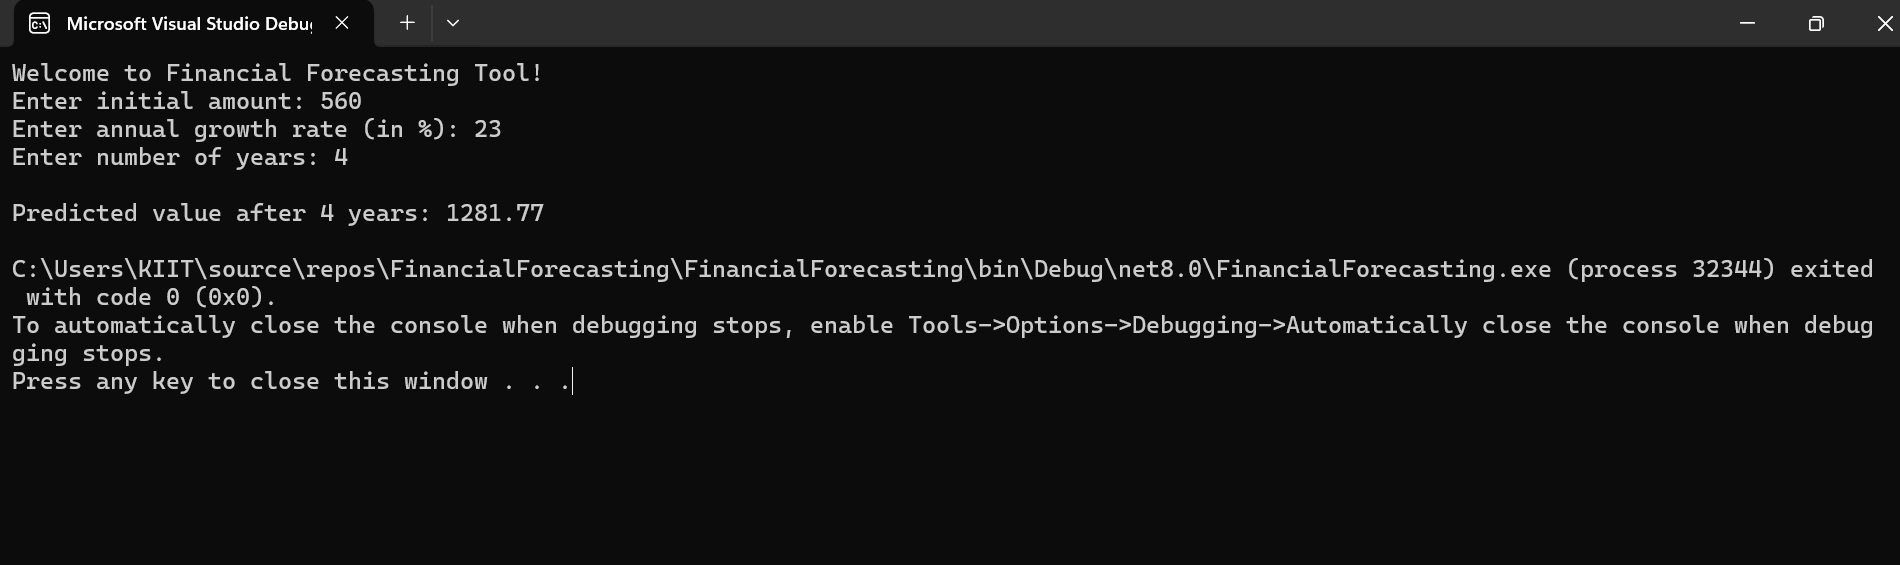 Microsoft Visual Studio Debu
Welcome to Financial Forecasting Tool!
Enter initial amount: 560
Enter annual growth rate (in %): 23
Enter number of years: 4
Predicted value after 4 years: 1281.77
C:\Users\KIIT\source\repos\FinancialForecasting\FinancialForecasting\bin\Debug\net8.0\FinancialForecasting.exe (process 32344) exited
with code 0 (0x0).
To automatically close the console when debugging stops, enable Tools->Options->Debugging->Automatically close the console when debug
ging stops.
Press any key to close this window . . .